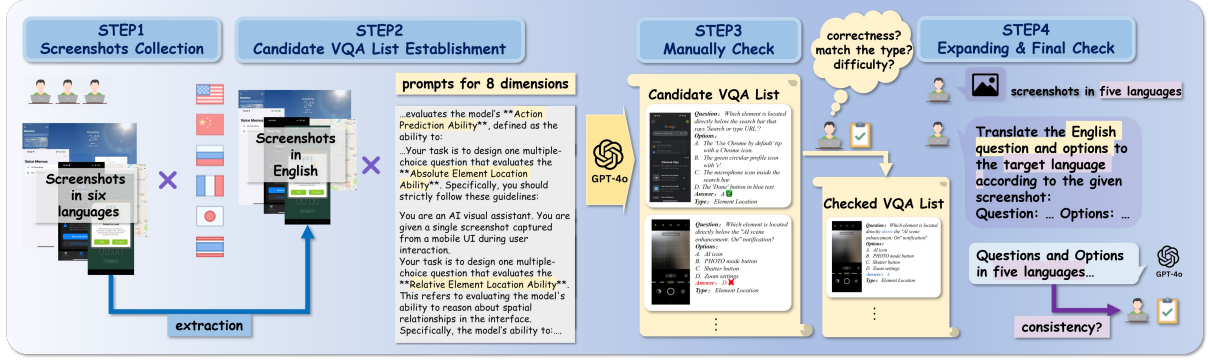 STEP1
Screenshots Collection
Screenshots
in six
languages
extraction
STEP2
Candidate VQA List Establishment
Screenshots
in
English
prompts for 8 dimensions
...evaluates the model's **Action
Prediction Ability**, defined as the
ability to:
...Your task is to design one multiple-
choice question that evaluates the
**Absolute Element Location
Ability**. Specifically, you should
strictly follow these guidelines:
You are an AI visual assistant. You are
given a single screenshot captured
from a mobile UI during user
interaction.
Your task is to design one multiple-
choice question that evaluates the
**Relative Element Location Ability**.
This refers to evaluating the model's
ability to reason about spatial
relationships in the interface.
Specifically, the model's ability to:....
GPT-4o
STEP3
Manually Check
Candidate VQA List
Question: Which element is located
directly below the search bar that
says 'Search or type URL'?
Options:
A. The 'Use Chrome by default' tip
with a Chrome icon.
B. The green circular profile icon
with 'c'.
C. The microphone icon inside the
search bar.
D. The 'Done' button in blue text.
Answer: A
Type: Element Location
Question: Which element is located
directly below the "AI scene
enhancement: On" notification?
Options:
A. AI icon
B. PHOTO mode button
C. Shutter button
D. Zoom settings
Answer: D
Type: Element Location
⋮
correctness?
match the type?
difficulty?
Checked VQA List
Question: Which element is located
directly above the "AI scene
enhancement: On" notification?
Options:
A. AI icon
B. PHOTO mode button
C. Shutter button
D. Zoom settings
Answer: A
Type: Element Location
⋮
STEP4
Expanding & Final Check
screenshots in five languages
Translate the English
question and options to
the target language
according to the given
screenshot:
Question: ... Options: ...
Questions and Options
in five languages...
GPT-4o
consistency?